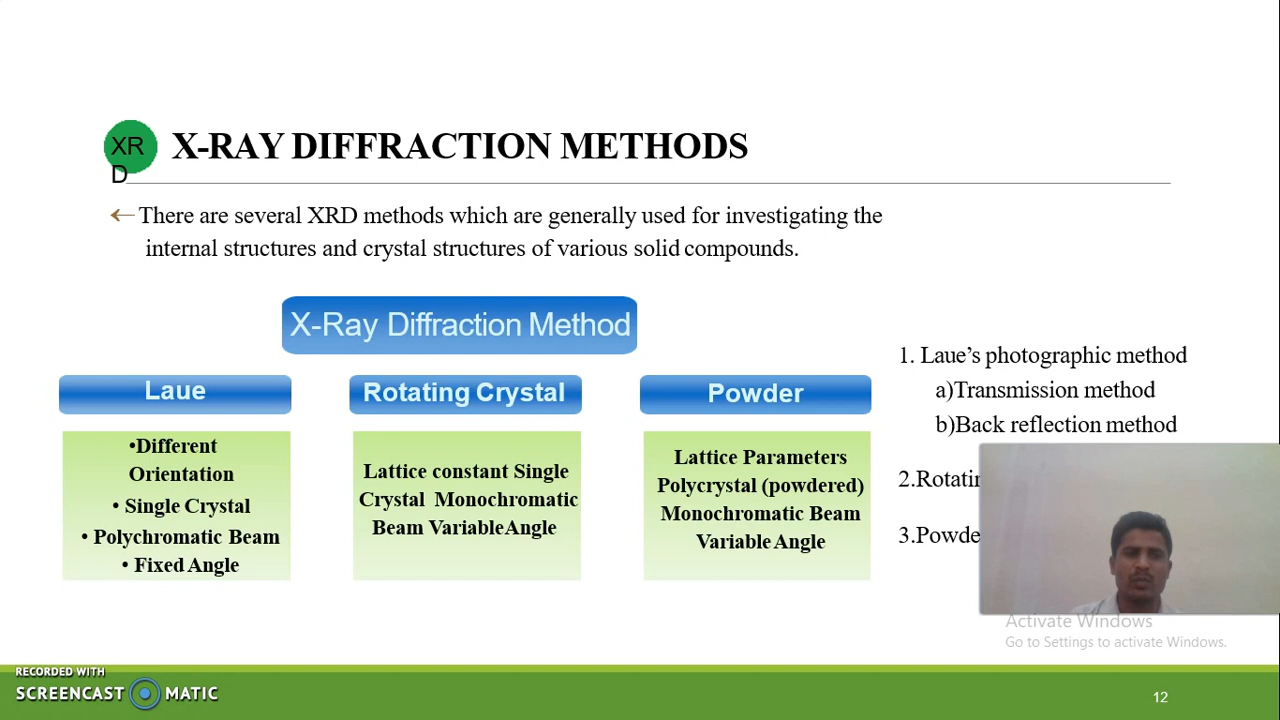 XR
D
X-RAY DIFFRACTION METHODS
←There are several XRD methods which are generally used for investigating the
internal structures and crystal structures of various solid compounds.
X-Ray Diffraction Method
Laue
•Different
Orientation
• Single Crystal
• Polychromatic Beam
• Fixed Angle
Rotating Crystal
Lattice constant Single
Crystal Monochromatic
Beam Variable Angle
Powder
Lattice Parameters
Polycrystal (powdered)
Monochromatic Beam
Variable Angle
1. Laue’s photographic method
a)Transmission method
b)Back reflection method
2.Rotatin
3.Powde
Activate Windows
Go to Settings to activate Windows.
RECORDED WITH
SCREENCAST MATIC
12